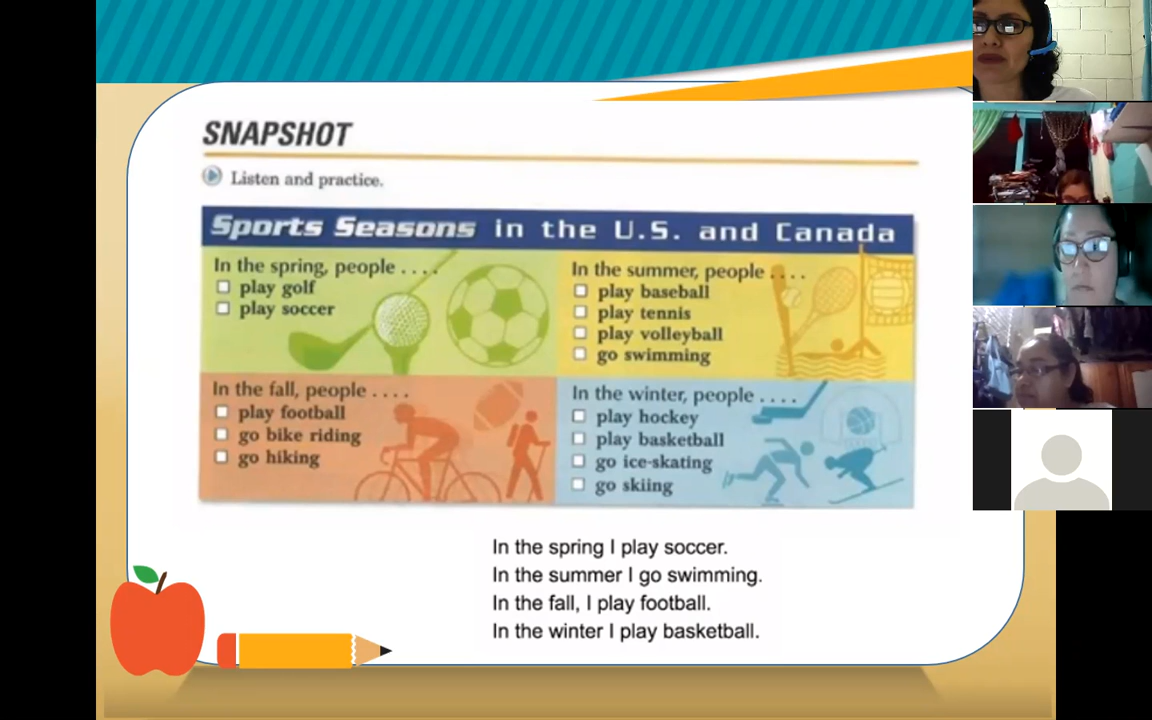 SNAPSHOT
Listen and practice.
Sports Seasons in the U.S. and Canada
In the spring, people . . . .
play golf
play soccer
In the summer, people . . . .
play baseball
play tennis
play volleyball
go swimming
In the fall, people . . . .
play football
go bike riding
go hiking
In the winter, people . . . .
play hockey
play basketball
go ice-skating
go skiing
In the spring I play soccer.
In the summer I go swimming.
In the fall, I play football.
In the winter I play basketball.